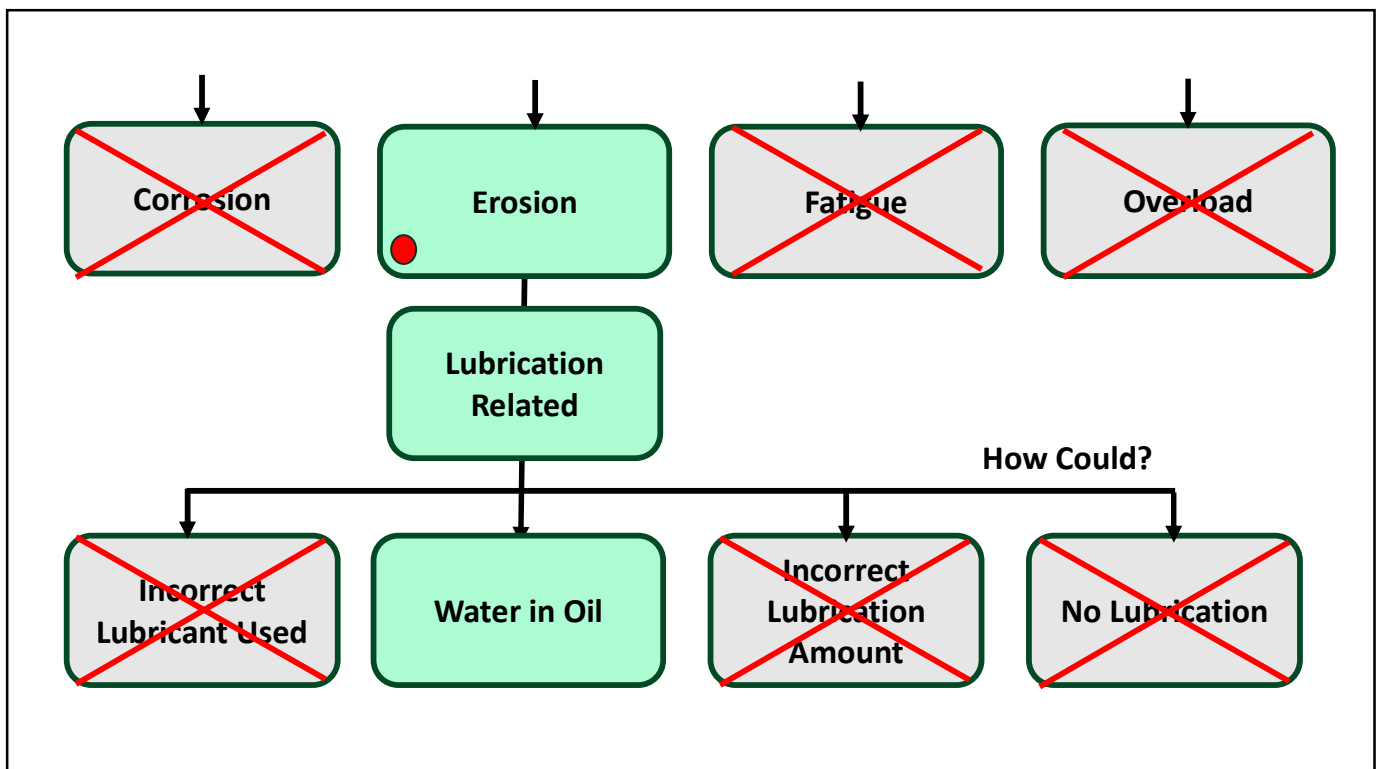 Corrosion
Erosion
Fatigue
Overload
Lubrication
Related
How Could?
Incorrect
Lubricant Used
Water in Oil
Incorrect
Lubrication
Amount
No Lubrication